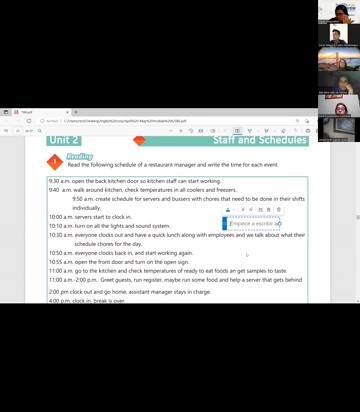 Unit 2
Staff and Schedules
1
Reading
Read the following schedule of a restaurant manager and write the time for each event.
9:30 a.m. open the back kitchen door so kitchen staff can start working.
9:40 a.m. walk around kitchen, check temperatures in all coolers and freezers.
9:50 a.m. create schedule for servers and bussers with chores that need to be done in their shifts
individually.
10:00 a.m. servers start to clock in.
Empiece a escribir aq
10:10 a.m. turn on all the lights and sound system.
10:30 a.m. everyone clocks out and have a quick lunch along with employees and we talk about what their
schedule chores for the day.
10:50 a.m. everyone clocks back in, and start working again.
10:55 a.m. open the front door and turn on the open sign.
11:00 a.m. go to the kitchen and check temperatures of ready to eat foods an get samples to taste.
11:00 a.m.-2:00 p.m. Greet guests, run register, maybe run some food and help a server that gets behind
2:00 pm clock out and go home, assistant manager stays in charge.
4:00 p.m. clock in, break is over.